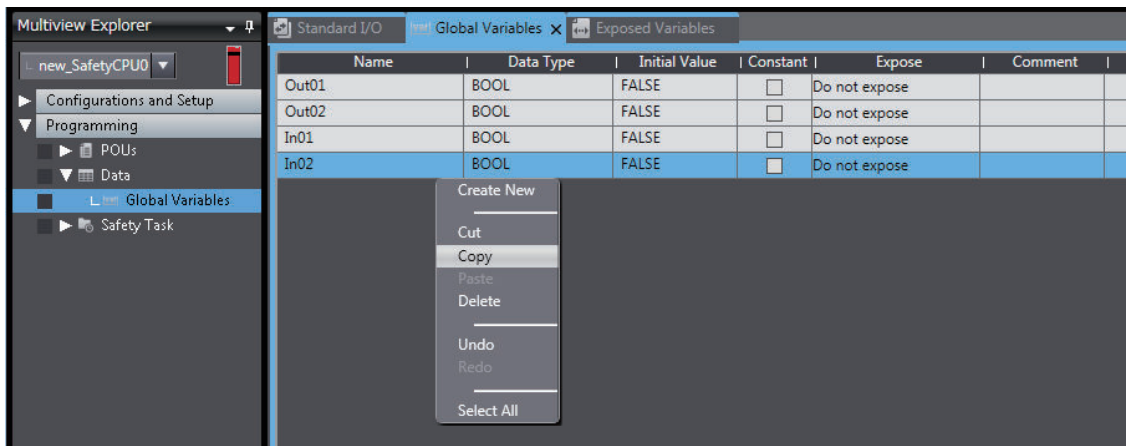 Multiview Explorer
new_SafetyCPU0
Configurations and Setup
Programming
POUs
Data
Global Variables
Safety Task
Standard I/O Global Variables x Exposed Variables
Name Data Type Initial Value Constant Expose Comment
Out01 BOOL FALSE Do not expose
Out02 BOOL FALSE Do not expose
In01 BOOL FALSE Do not expose
In02 BOOL FALSE Do not expose
Create New
Cut
Copy
Paste
Delete
Undo
Redo
Select All